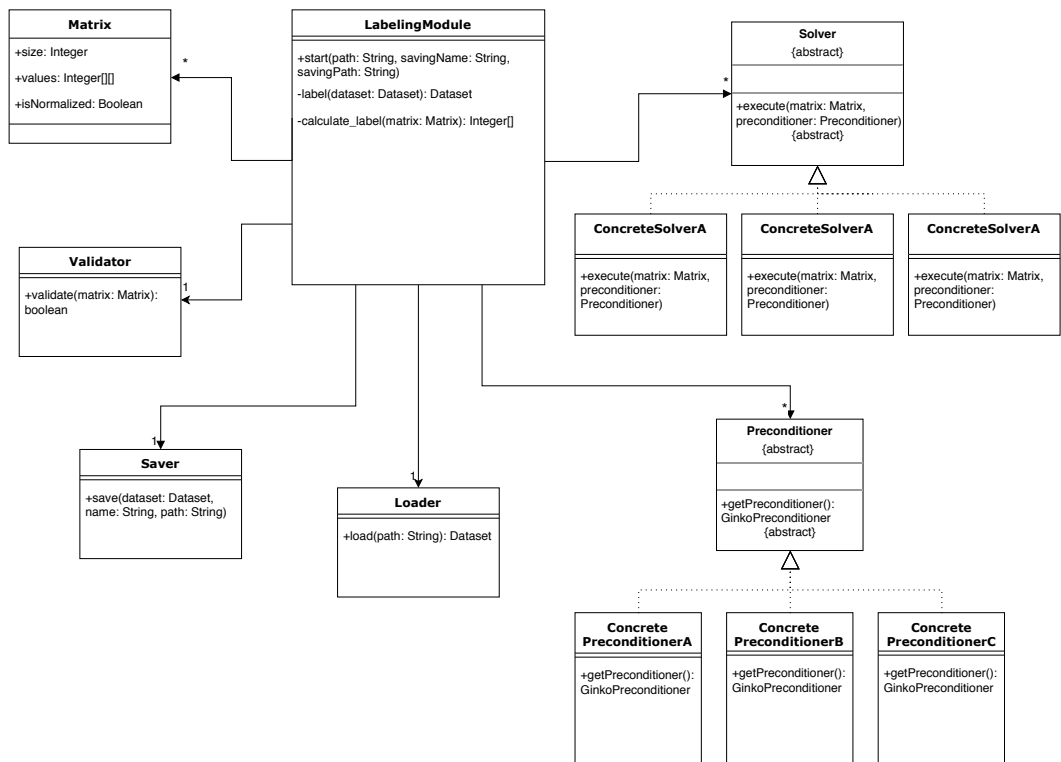 Matrix
+size: Integer
+values: Integer[][]
+isNormalized: Boolean
*
LabelingModule
+start(path: String, savingName: String,
savingPath: String)
-label(dataset: Dataset): Dataset
-calculate_label(matrix: Matrix): Integer[]
*
Solver
{abstract}
+execute(matrix: Matrix,
preconditioner: Preconditioner)
{abstract}
ConcreteSolverA
+execute(matrix: Matrix,
preconditioner:
Preconditioner)
ConcreteSolverA
+execute(matrix: Matrix,
preconditioner:
Preconditioner)
ConcreteSolverA
+execute(matrix: Matrix,
preconditioner:
Preconditioner)
Validator
+validate(matrix: Matrix):
boolean
1
1
Saver
+save(dataset: Dataset,
name: String, path: String)
1
Loader
+load(path: String): Dataset
*
Preconditioner
{abstract}
+getPreconditioner():
GinkoPreconditioner
{abstract}
Concrete
PreconditionerA
+getPreconditioner():
GinkoPreconditioner
Concrete
PreconditionerB
+getPreconditioner():
GinkoPreconditioner
Concrete
PreconditionerC
+getPreconditioner():
GinkoPreconditioner